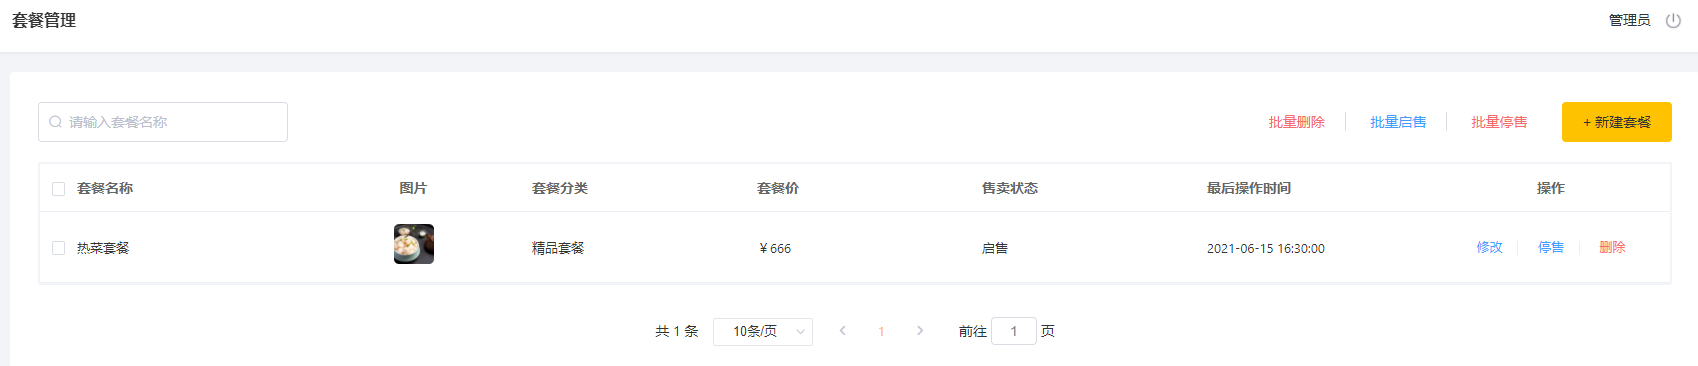 套餐管理 管理员
请输入套餐名称 批量删除 批量启售 批量停售 + 新建套餐
套餐名称 图片 套餐分类 套餐价 售卖状态 最后操作时间 操作
热菜套餐 精品套餐 ￥666 启售 2021-06-15 16:30:00 修改 停售 删除
共 1 条 10条/页 1 前往 1 页